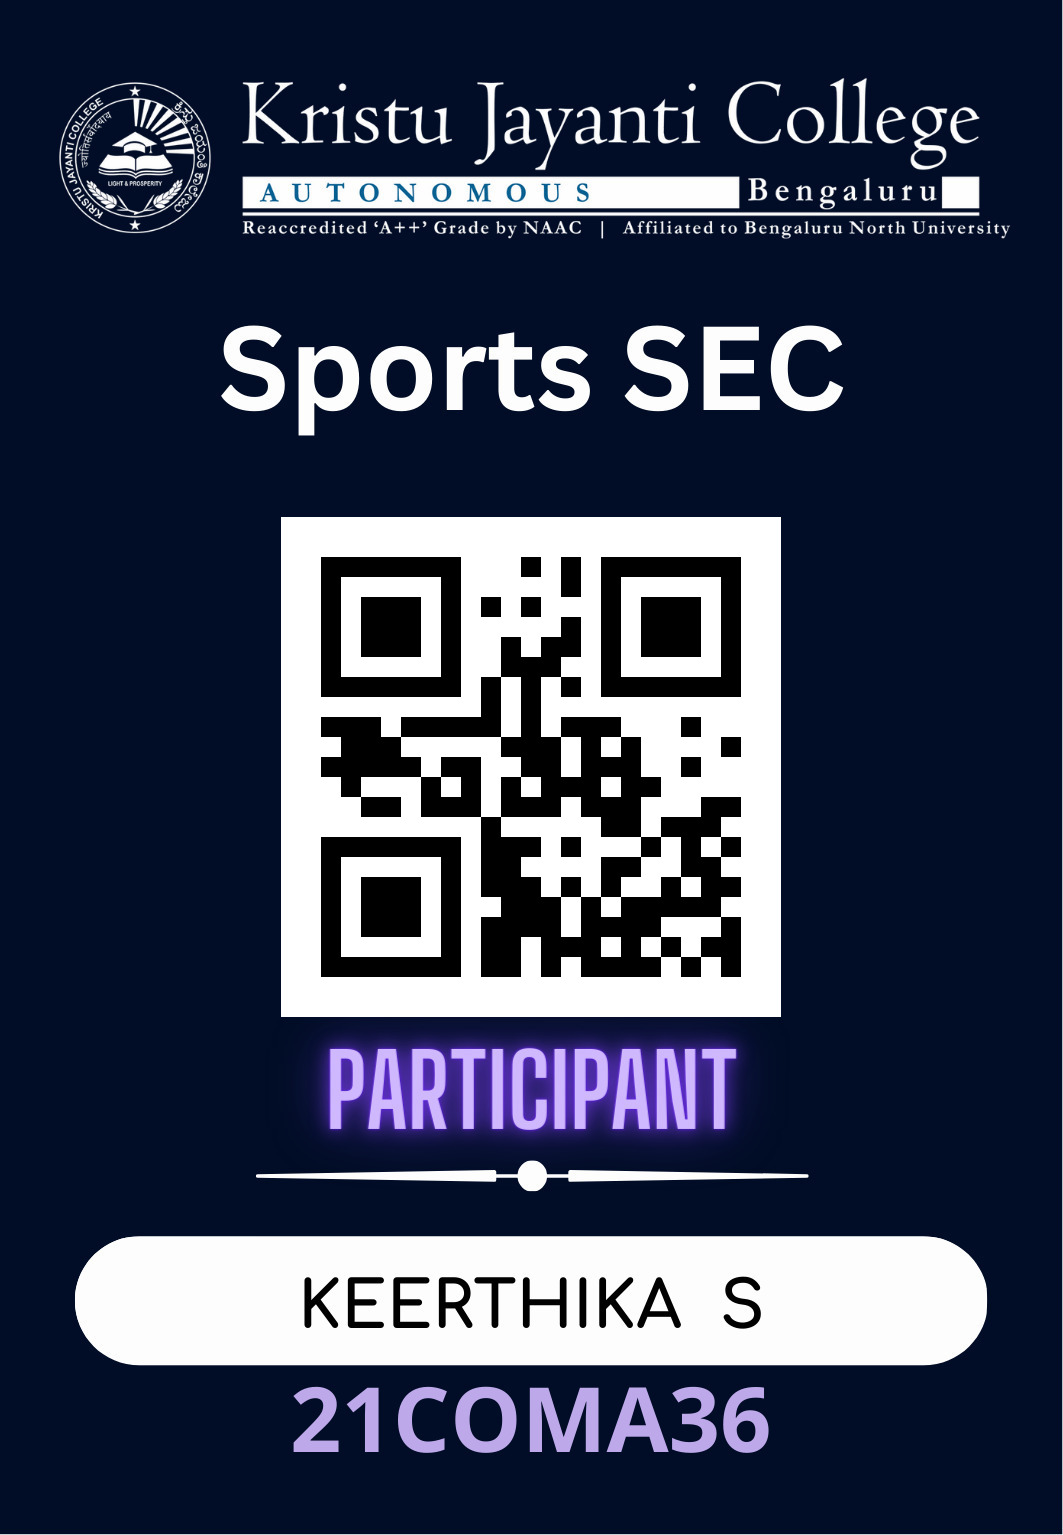 Kristu Jayanti College
AUTONOMOUS Bengaluru
Reaccredited ‘A++’ Grade by NAAC | Affiliated to Bengaluru North University
KRISTU JAYANTI COLLEGE
ज्योतिसंवादध्याय
LIGHT & PROSPERITY
Sports SEC
PARTICIPANT
KEERTHIKA S
21COMA36